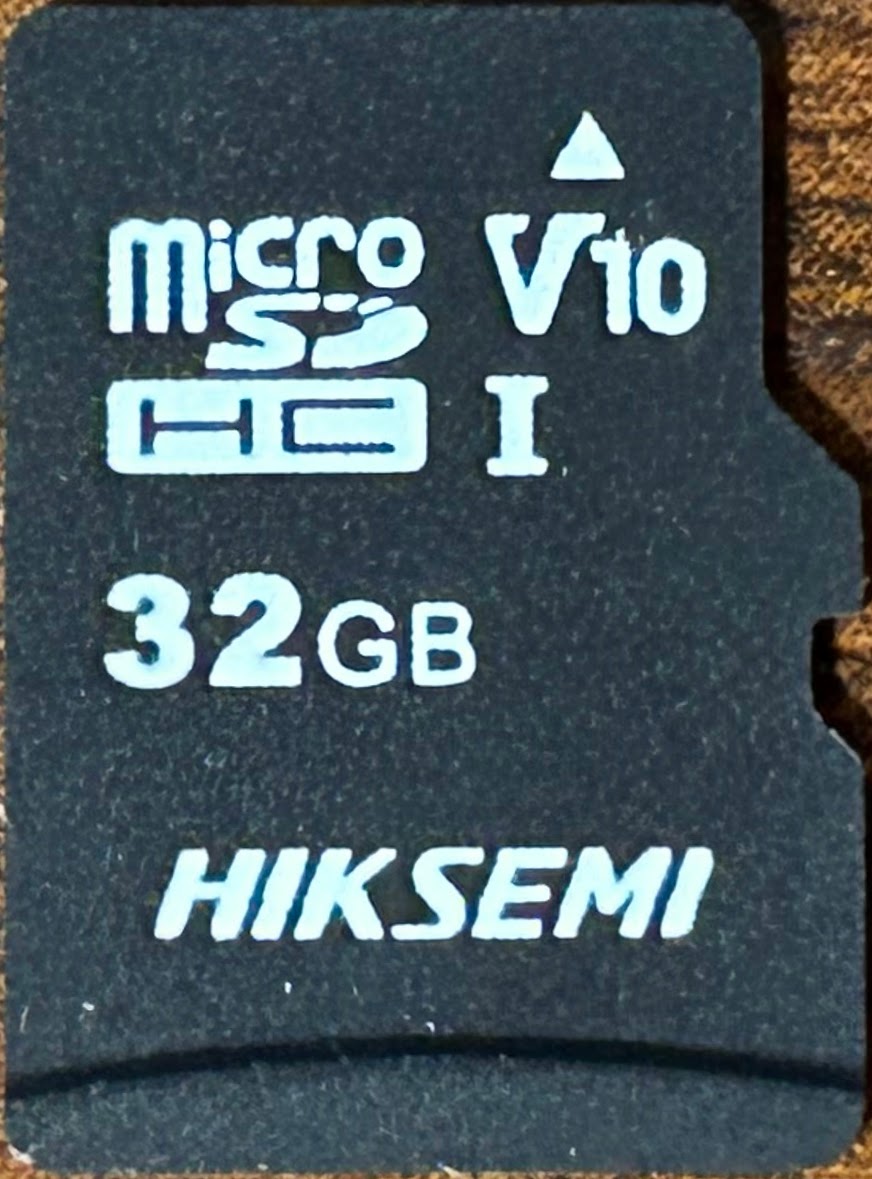 micro V10
SD
HC I
32GB
HIKSEMI